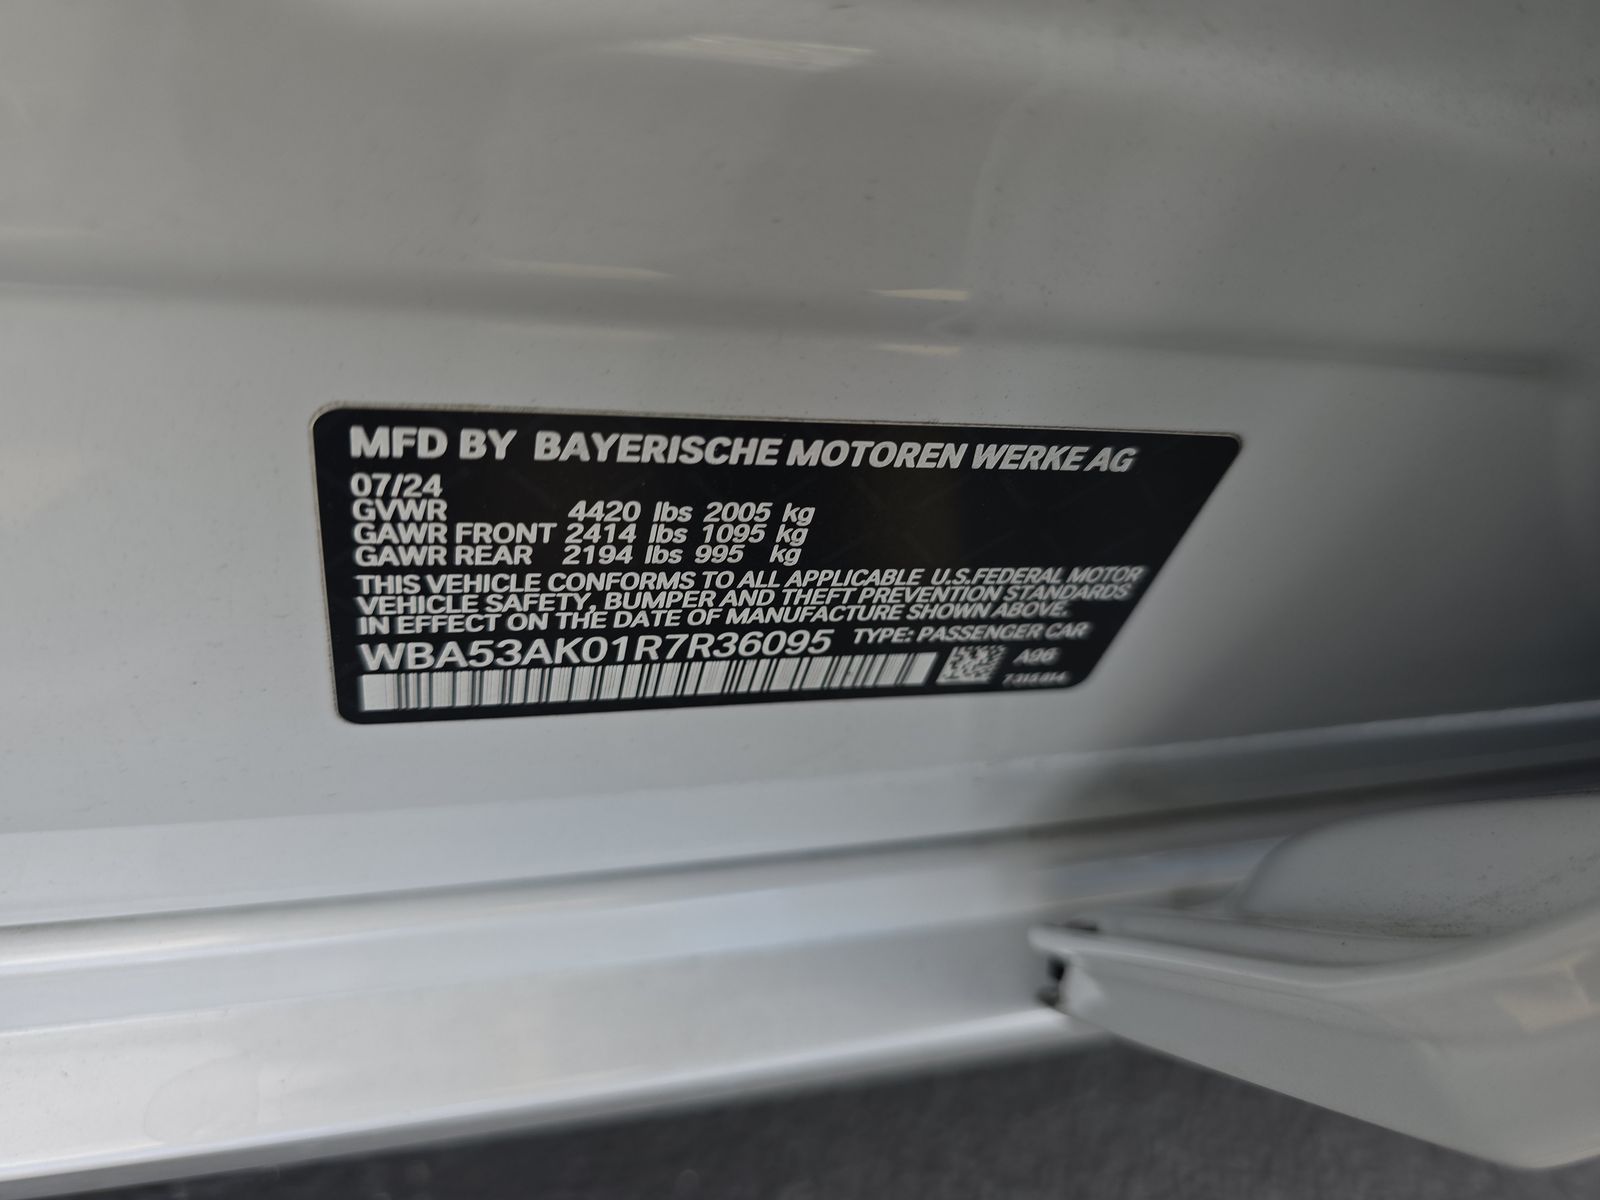 MFD BY BAYERISCHE MOTOREN WERKE AG
07/24
GVWR 4420 lbs 2005 kg
GAWR FRONT 2414 lbs 1095 kg
GAWR REAR 2194 lbs 995 kg
THIS VEHICLE CONFORMS TO ALL APPLICABLE U.S.FEDERAL MOTOR
VEHICLE SAFETY, BUMPER AND THEFT PREVENTION STANDARDS
IN EFFECT ON THE DATE OF MANUFACTURE SHOWN ABOVE.
WBA53AK01R7R36095 TYPE: PASSENGER CAR
A96